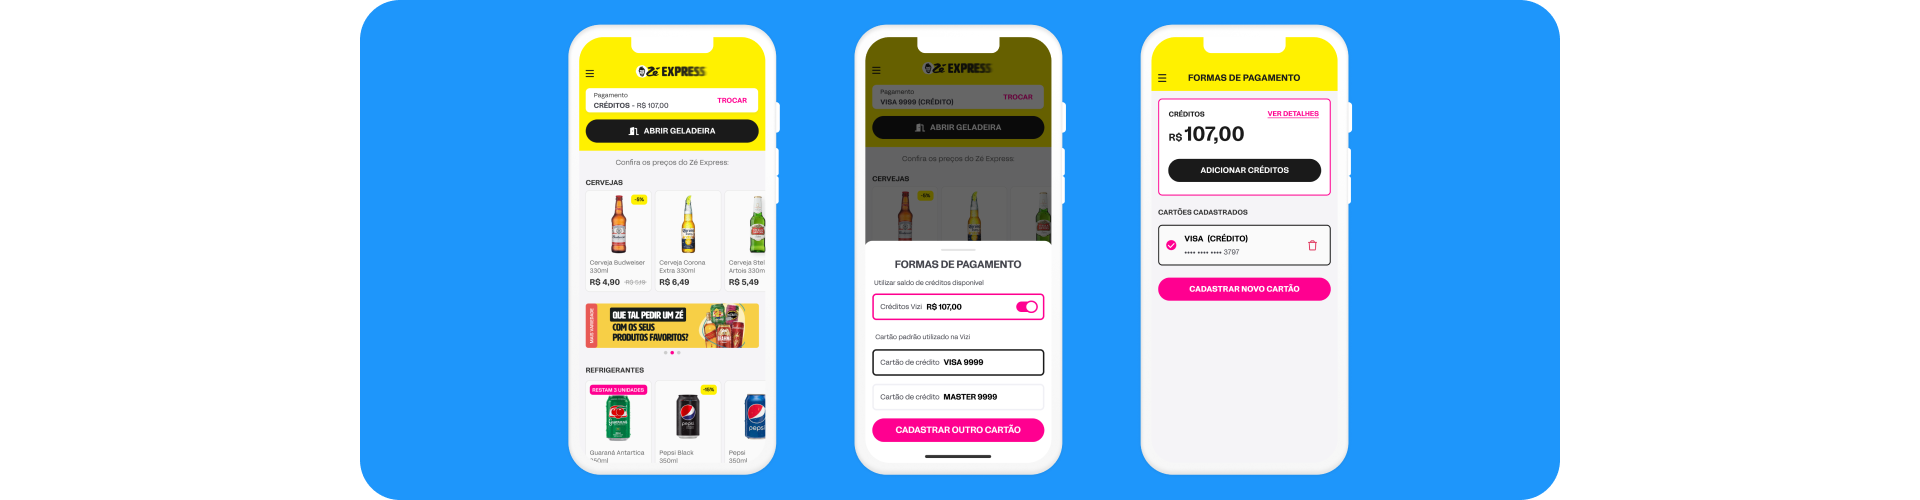 Zé EXPRESS
Pagamento
CRÉDITOS - R$ 107,00
TROCAR
ABRIR GELADEIRA
Confira os preços do Zé Express:
CERVEJAS
-5%
Cerveja Budweiser
330ml
R$ 4,90
Cerveja Corona
Extra 330ml
R$ 6,49
Cerveja Stel
Artois 330m
R$ 5,49
MAIS VARIEDADE
QUE TAL PEDIR UM ZÉ
COM OS SEUS
PRODUTOS FAVORITOS?
REFRIGERANTES
RESTAM 3 UNIDADES
Guaraná Antartica
350ml
-15%
pepsi
Pepsi Black
350ml
pepsi
Pepsi
350ml
Zé EXPRESS
Pagamento
VISA 9999 (CRÉDITO)
TROCAR
ABRIR GELADEIRA
Confira os preços do Zé Express:
CERVEJAS
-5%
FORMAS DE PAGAMENTO
Utilizar saldo de créditos disponível
Créditos Vizi R$ 107,00
Cartão padrão utilizado na Vizi
Cartão de crédito VISA 9999
Cartão de crédito MASTER 9999
CADASTRAR OUTRO CARTÃO
FORMAS DE PAGAMENTO
CRÉDITOS
VER DETALHES
R$ 107,00
ADICIONAR CRÉDITOS
CARTÕES CADASTRADOS
VISA (CRÉDITO)
•••• •••• •••• 3797
CADASTRAR NOVO CARTÃO